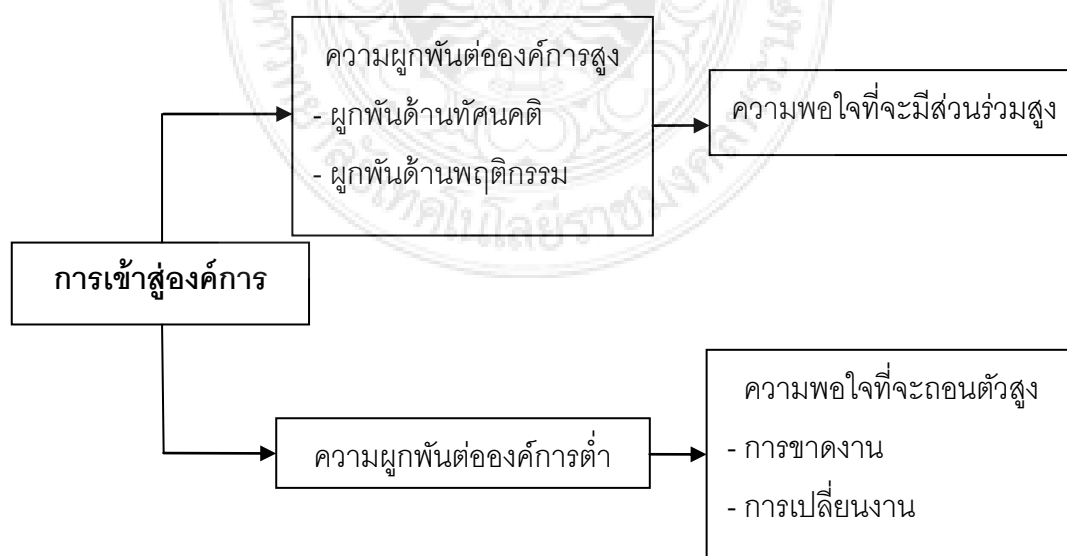 ความผูกพันต่อองค์การสูง
- ผูกพันด้านทัศนคติ
- ผูกพันด้านพฤติกรรม
ความพอใจที่จะมีส่วนร่วมสูง
การเข้าสู่องค์การ
ความผูกพันต่อองค์การต่ำ
ความพอใจที่จะถอนตัวสูง
- การขาดงาน
- การเปลี่ยนงาน